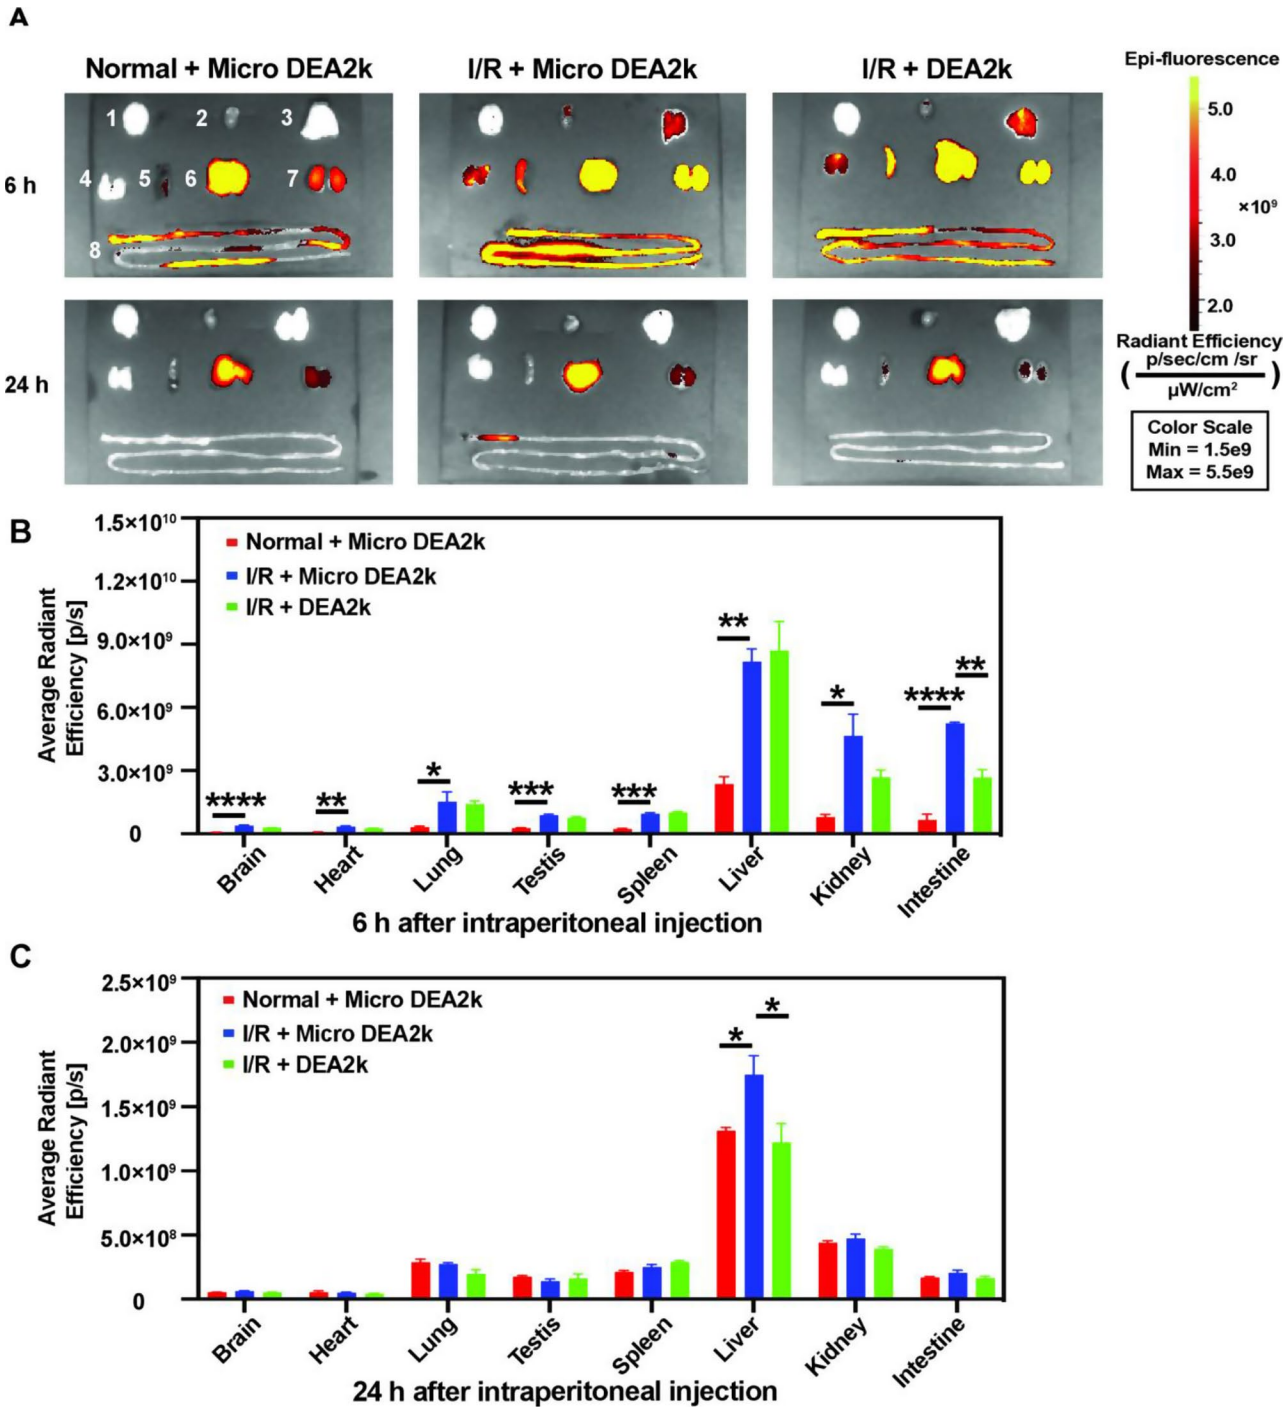 A
Normal + Micro DEA2k
I/R + Micro DEA2k
I/R + DEA2k
Epi-fluorescence
6 h
1
2
3
4
5
6
7
8
5.0
4.0
×10⁹
3.0
2.0
24 h
Radiant Efficiency
( p/sec/cm /sr
µW/cm² )
Color Scale
Min = 1.5e9
Max = 5.5e9
B
Average Radiant
Efficiency [p/s]
1.5×10¹⁰
1.2×10¹⁰
9.0×10⁹
6.0×10⁹
3.0×10⁹
0
Normal + Micro DEA2k
I/R + Micro DEA2k
I/R + DEA2k
****
**
*
***
***
**
*
****
**
Brain
Heart
Lung
Testis
Spleen
Liver
Kidney
Intestine
6 h after intraperitoneal injection
C
Average Radiant
Efficiency [p/s]
2.5×10⁹
2.0×10⁹
1.5×10⁹
1.0×10⁹
5.0×10⁸
0
Normal + Micro DEA2k
I/R + Micro DEA2k
I/R + DEA2k
*
*
Brain
Heart
Lung
Testis
Spleen
Liver
Kidney
Intestine
24 h after intraperitoneal injection